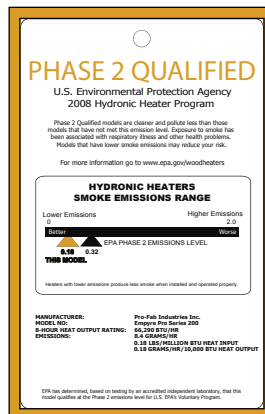 PHASE 2 QUALIFIED
U.S. Environmental Protection Agency
2008 Hydronic Heater Program
Phase 2 Qualified models are cleaner and pollute less than those
models that have not met this emission level. Exposure to smoke has
been associated with respiratory illness and other health problems.
Models that have lower smoke emissions may reduce your risk.
For more information go to www.epa.gov/woodheaters
HYDRONIC HEATERS
SMOKE EMISSIONS RANGE
Lower Emissions Higher Emissions
0 2.0
Better Worse
EPA PHASE 2 EMISSIONS LEVEL
0.18 0.32
THIS MODEL
Heaters with lower emissions produce less smoke when installed and operated properly.
MANUFACTURER: Pro-Fab Industries Inc.
MODEL NO: Empyre Pro Series 200
8-HOUR HEAT OUTPUT RATING: 66,290 BTU/HR
EMISSIONS: 8.4 GRAMS/HR
0.18 LBS/MILLION BTU HEAT INPUT
0.18 GRAMS/HR/10,000 BTU HEAT OUTPUT
EPA has determined, based on testing by an accredited independent laboratory, that this
model qualifies at the Phase 2 emissions level for U.S. EPA's Voluntary Program.